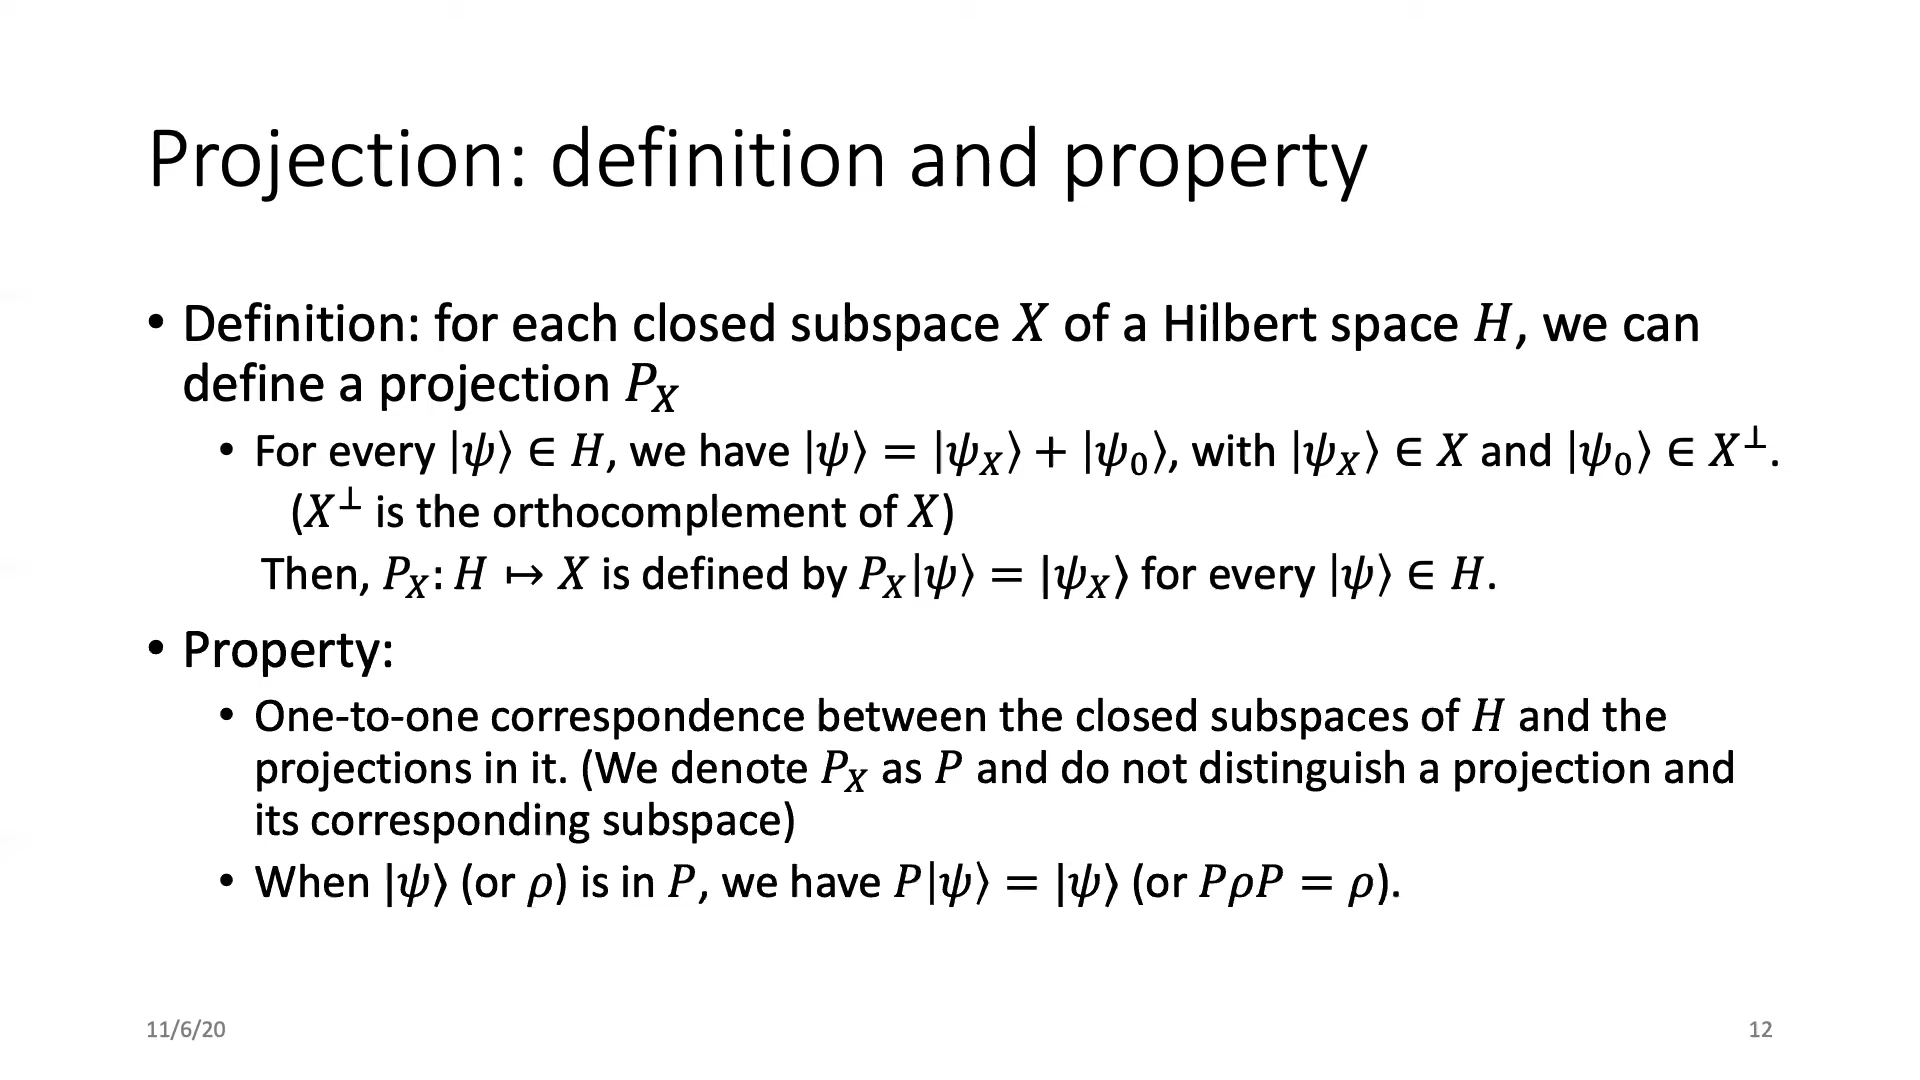 Projection: definition and property
• Definition: for each closed subspace X of a Hilbert space H, we can
define a projection P_X
• For every |ψ⟩ ∈ H, we have |ψ⟩ = |ψ_X⟩ + |ψ_0⟩, with |ψ_X⟩ ∈ X and |ψ_0⟩ ∈ X^⊥.
(X^⊥ is the orthocomplement of X)
Then, P_X: H ↦ X is defined by P_X|ψ⟩ = |ψ_X⟩ for every |ψ⟩ ∈ H.
• Property:
• One-to-one correspondence between the closed subspaces of H and the
projections in it. (We denote P_X as P and do not distinguish a projection and
its corresponding subspace)
• When |ψ⟩ (or ρ) is in P, we have P|ψ⟩ = |ψ⟩ (or PρP = ρ).
11/6/20
12